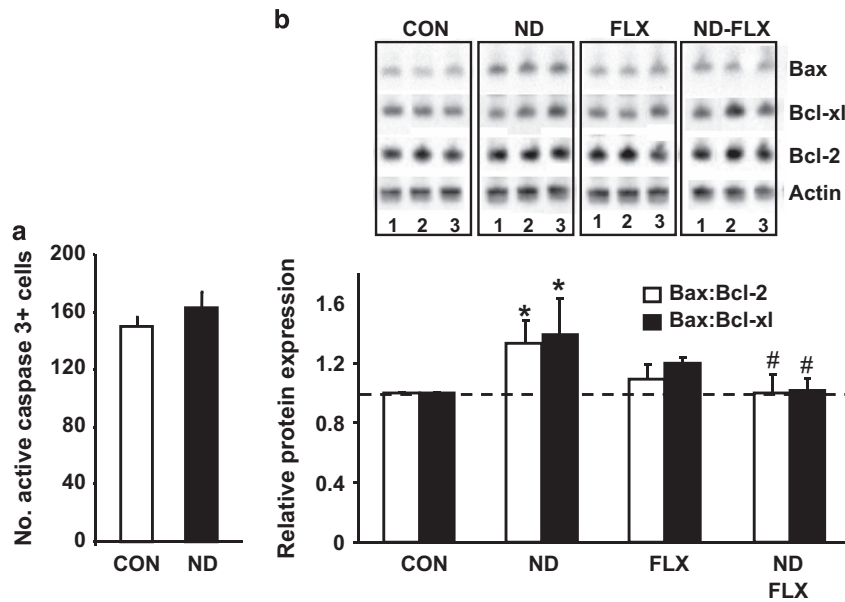 b
CON ND FLX ND-FLX
Bax
Bcl-xl
Bcl-2
Actin
1 2 3 1 2 3 1 2 3 1 2 3
a
No. active caspase 3+ cells
200
160
120
80
40
0
CON ND
Relative protein expression
1.6
1.2
0.8
0.4
0
* *
Bax:Bcl-2
Bax:Bcl-xl
# #
CON ND FLX ND
FLX